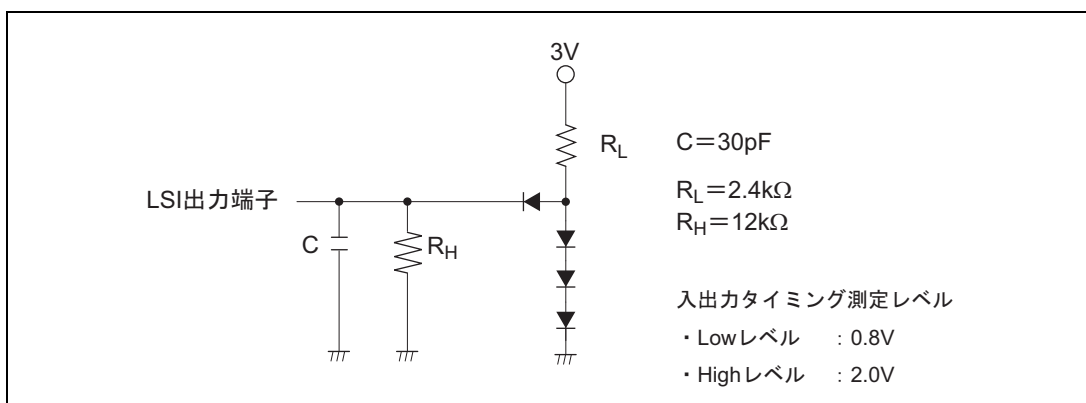 3V
R_L
C=30pF
LSI出力端子
R_L=2.4kΩ
C
R_H
R_H=12kΩ
入出力タイミング測定レベル
・Lowレベル : 0.8V
・Highレベル : 2.0V